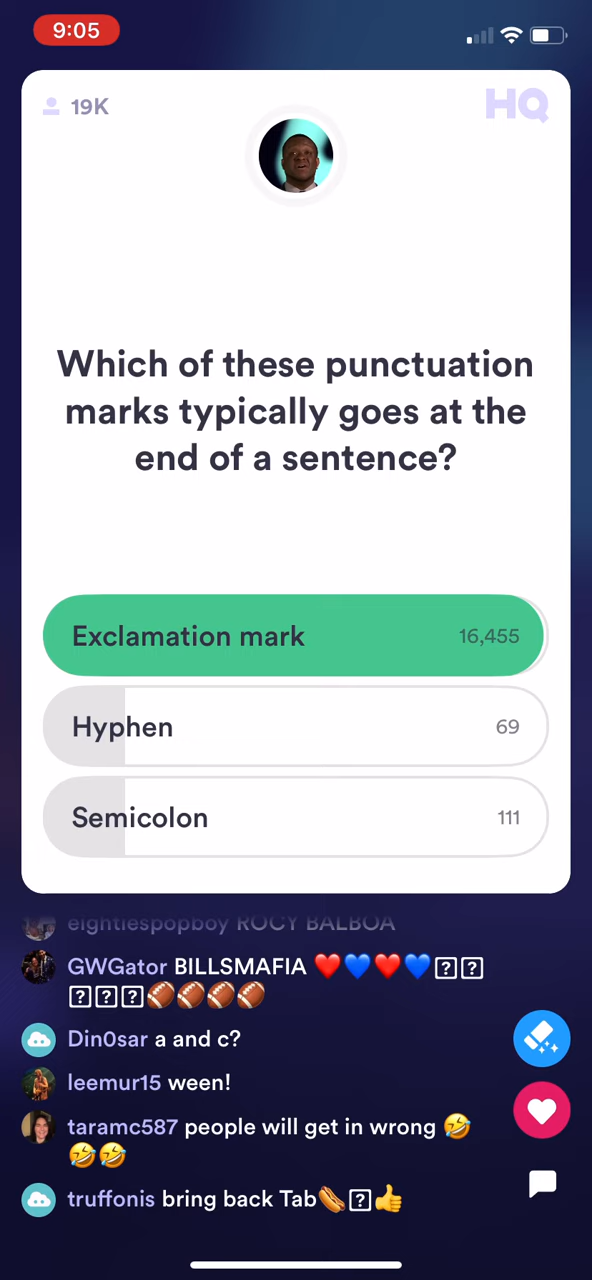 9:05
19K
HQ
Which of these punctuation
marks typically goes at the
end of a sentence?
Exclamation mark 16,455
Hyphen 69
Semicolon 111
eightiespopboy ROCY BALBOA
GWGator BILLSMAFIA ❤️💙❤️💙⍰⍰
⍰⍰⍰🏈🏈🏈🏈
Din0sar a and c?
leemur15 ween!
taramc587 people will get in wrong 🤣
🤣🤣
truffonis bring back Tab🌭⍰👍